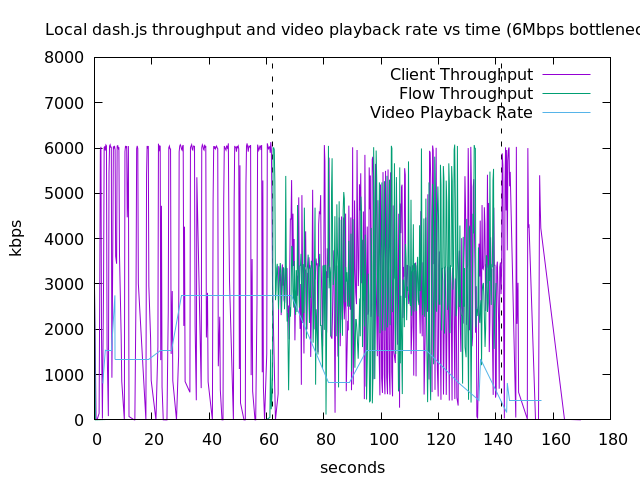 Local dash.js throughput and video playback rate vs time (6Mbps
8000
7000
6000
5000
4000
3000
2000
1000
0
kbps
Client Throughput
Flow Throughput
Video Playback Rate
0 20 40 60 80 100 120 140 160 180
seconds